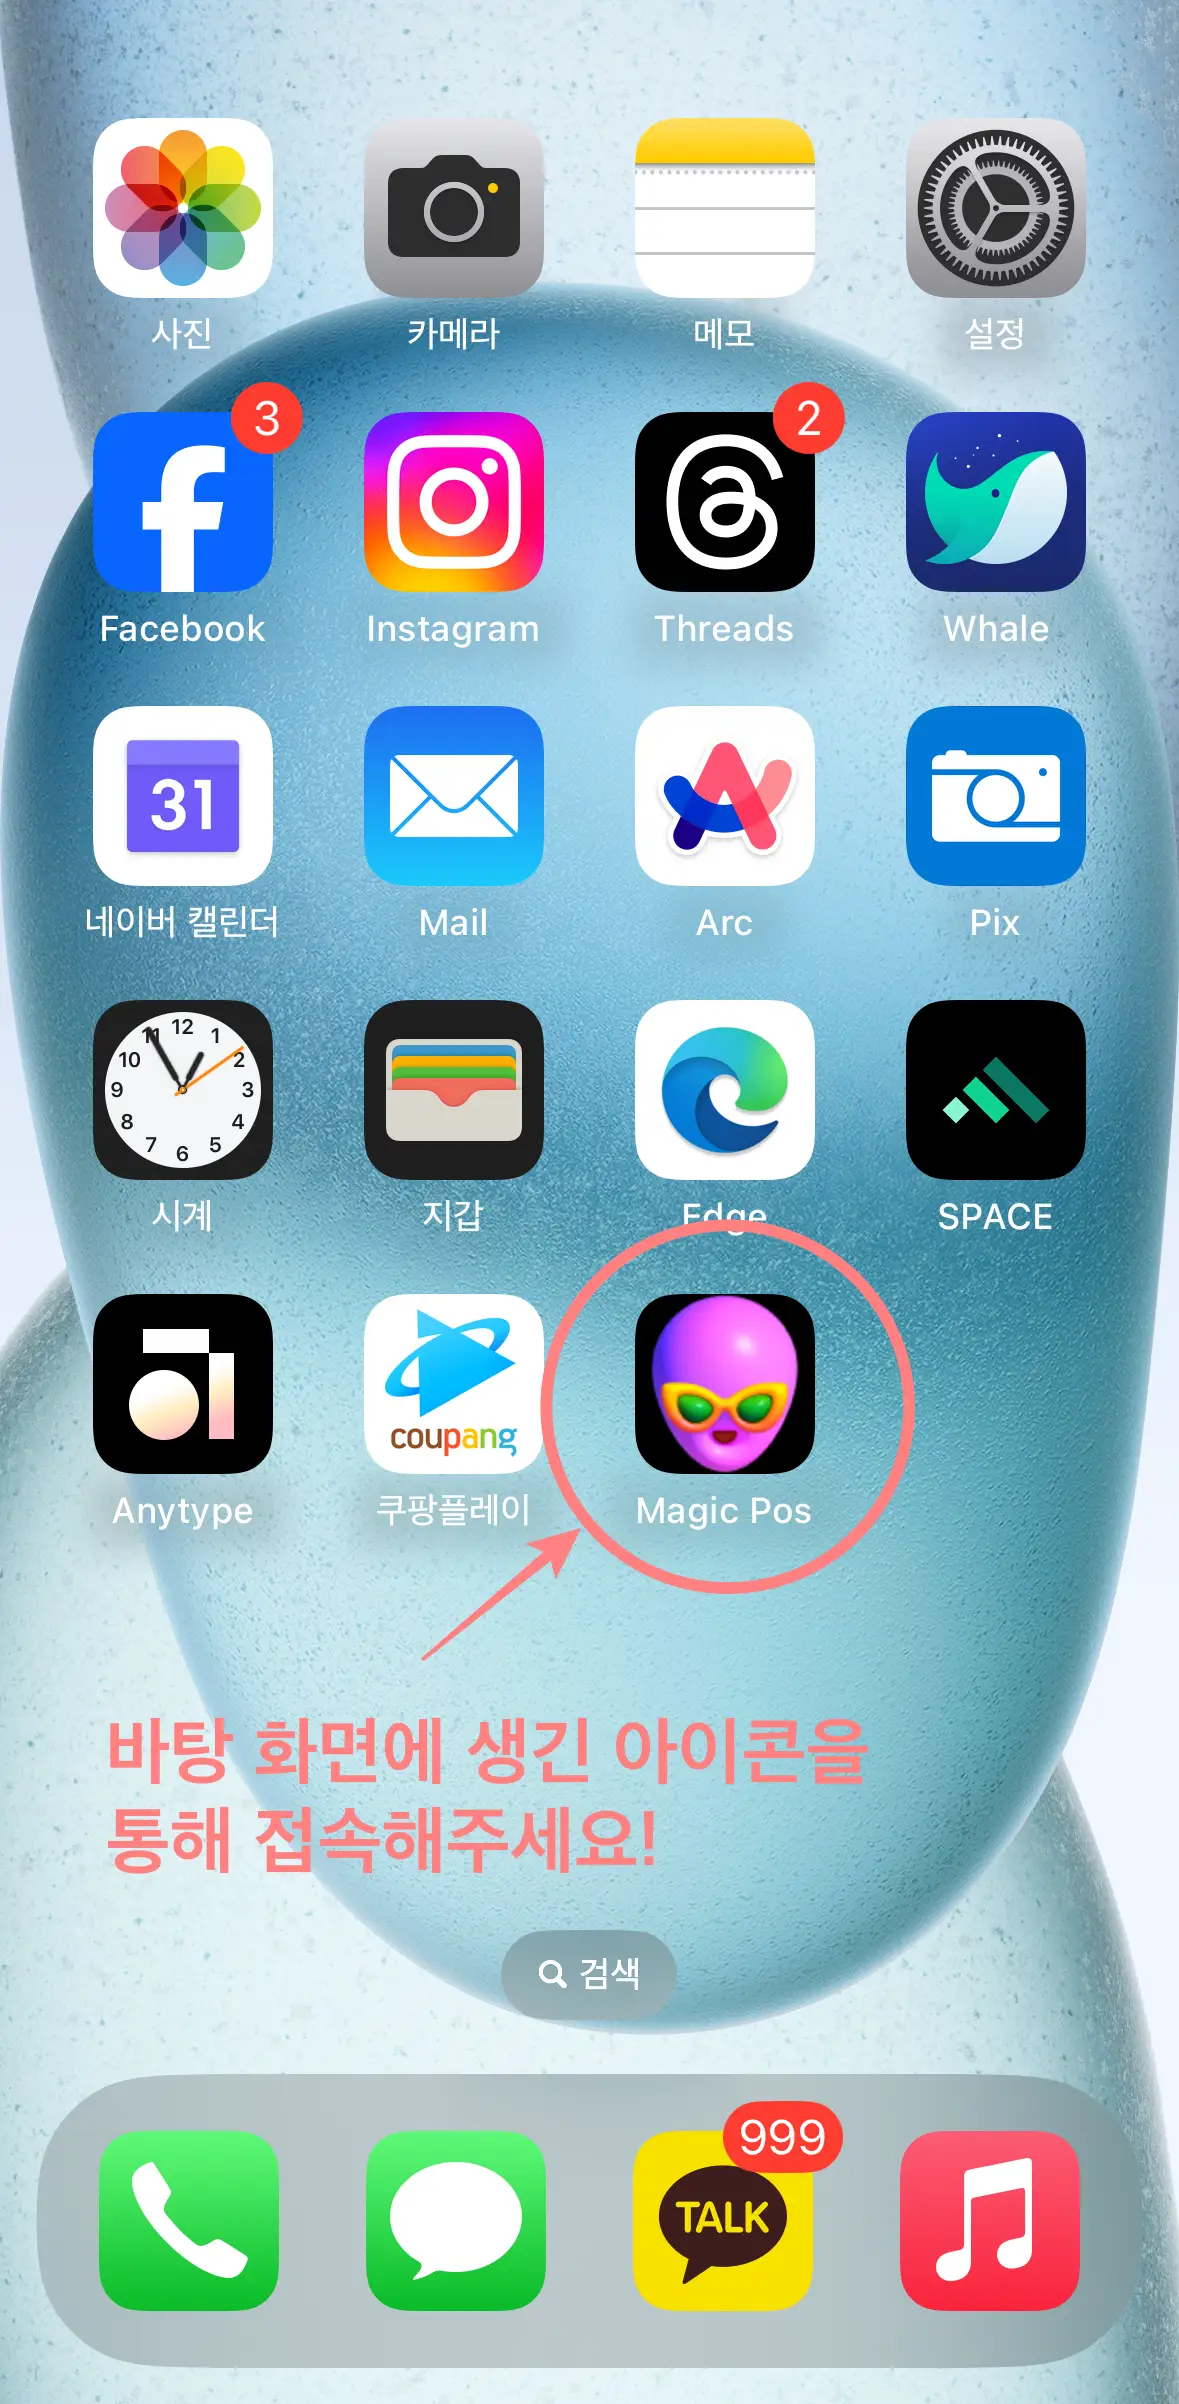 사진 카메라 메모 설정
3 2
Facebook Instagram Threads Whale
31
네이버 캘린더 Mail Arc Pix
12
11 1
10 2
9 3
8 4
7 5
6
시계 지갑 Edge SPACE
coupang
Anytype 쿠팡플레이 Magic Pos
바탕 화면에 생긴 아이콘을
통해 접속해주세요!
검색
999
TALK